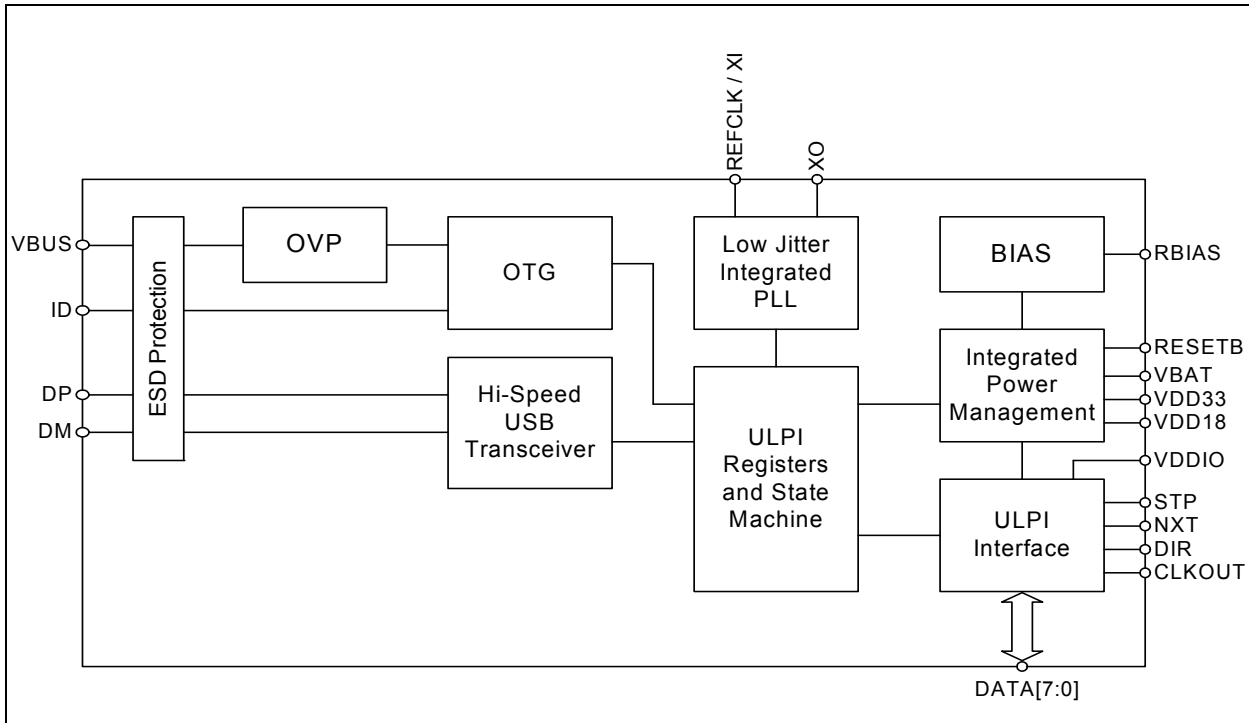 REFCLK / XI
XO
VBUS
ID
DP
DM
ESD Protection
OVP
OTG
Hi-Speed
USB
Transceiver
Low Jitter
Integrated
PLL
ULPI
Registers
and State
Machine
BIAS
Integrated
Power
Management
ULPI
Interface
RBIAS
RESETB
VBAT
VDD33
VDD18
VDDIO
STP
NXT
DIR
CLKOUT
DATA[7:0]